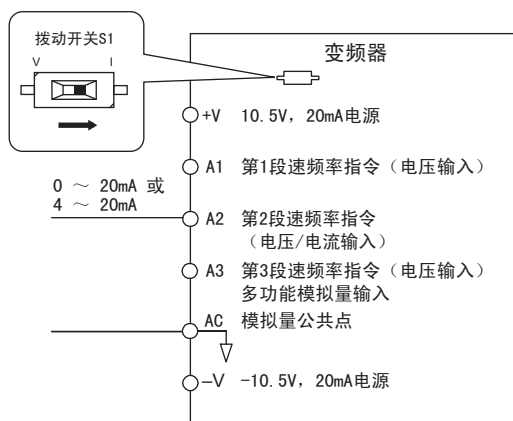 拨动开关S1
V I
变频器
+V 10.5V，20mA电源
A1 第1段速频率指令（电压输入）
0 ～ 20mA 或
4 ～ 20mA
A2 第2段速频率指令
（电压/电流输入）
A3 第3段速频率指令（电压输入）
多功能模拟量输入
AC 模拟量公共点
−V −10.5V，20mA电源